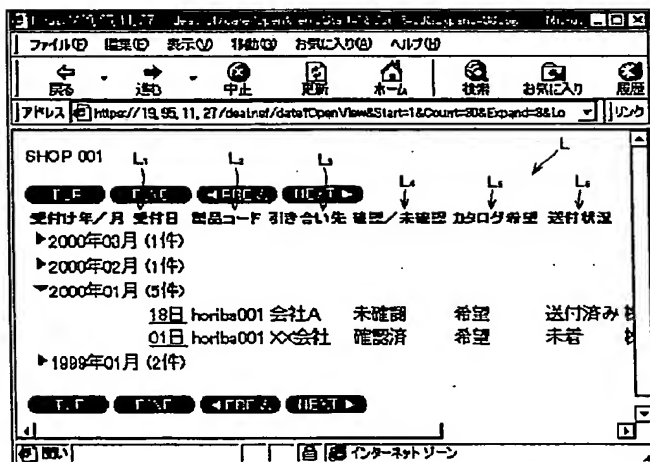 ファイル(F) 編集(E) 表示(V) 移動(G) お気に入り(A) ヘルプ(H)
戻る 進む 中止 更新 ホーム 検索 お気に入り 履歴
アドレス https://19.95.11.27/dealnsf/date?OpenView&Start=1&Count=30&Expand=3&Lo リンク
L
SHOP 001 L₁ L₂ L₃
◀PREV NEXT▶ L₄ L₅ L₆
受付け年/月 受付日 製品コード 引き合い先 確認/未確認 カタログ希望 送付状況
▶2000年03月 (1件)
▶2000年02月 (1件)
▼2000年01月 (5件)
18日 horiba001 会社A 未確認 希望 送付済み
01日 horiba001 XX会社 確認済 希望 未着
▶1999年01月 (2件)
◀PREV NEXT▶
インターネット ゾーン